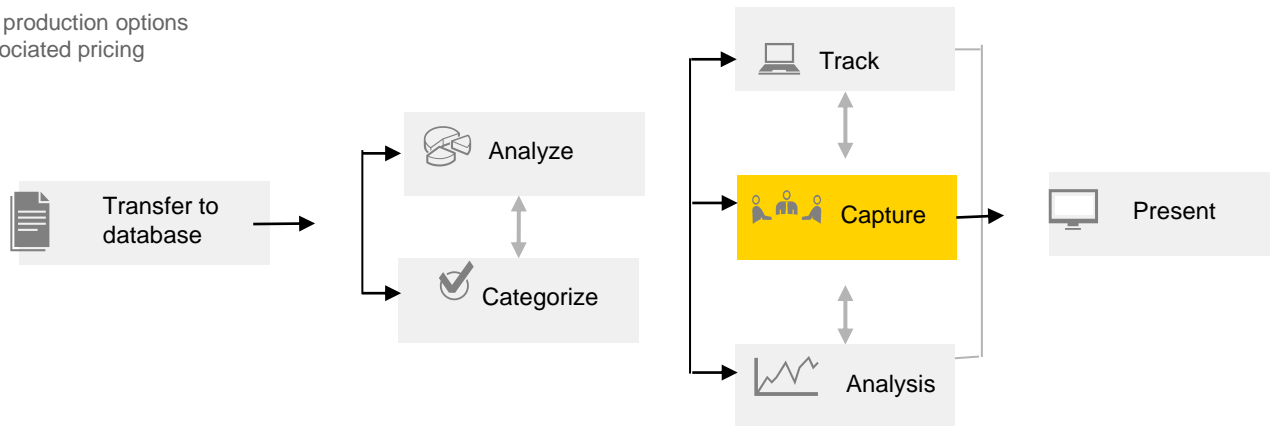 production options
ociated pricing
Track
Analyze
Transfer to
database
Capture
Present
Categorize
Analysis